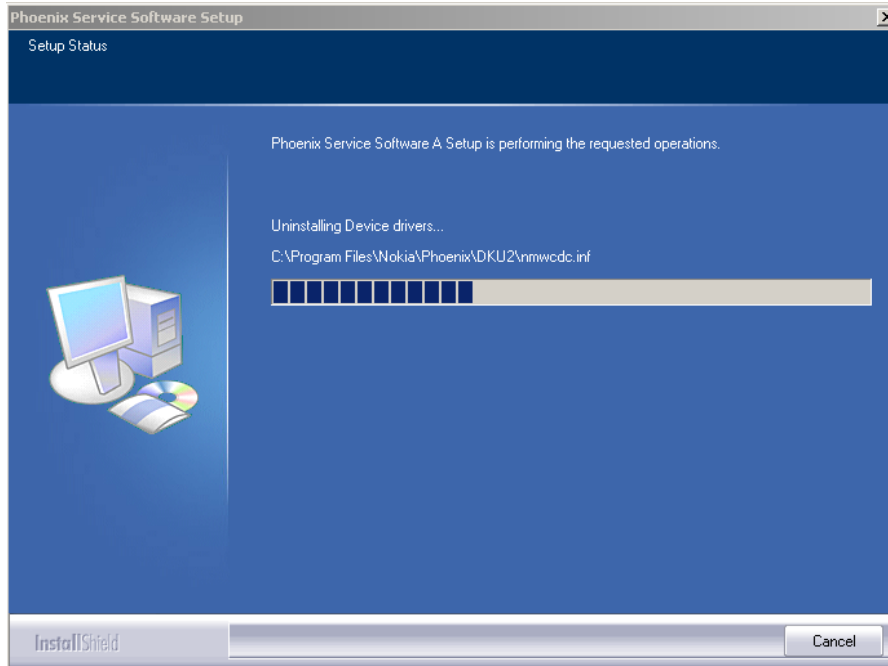 Phoenix Service Software Setup
Setup Status
Phoenix Service Software A Setup is performing the requested operations.
Uninstalling Device drivers...
C:\Program Files\Nokia\Phoenix\DKU2\nmwcdc.inf
InstallShield
Cancel